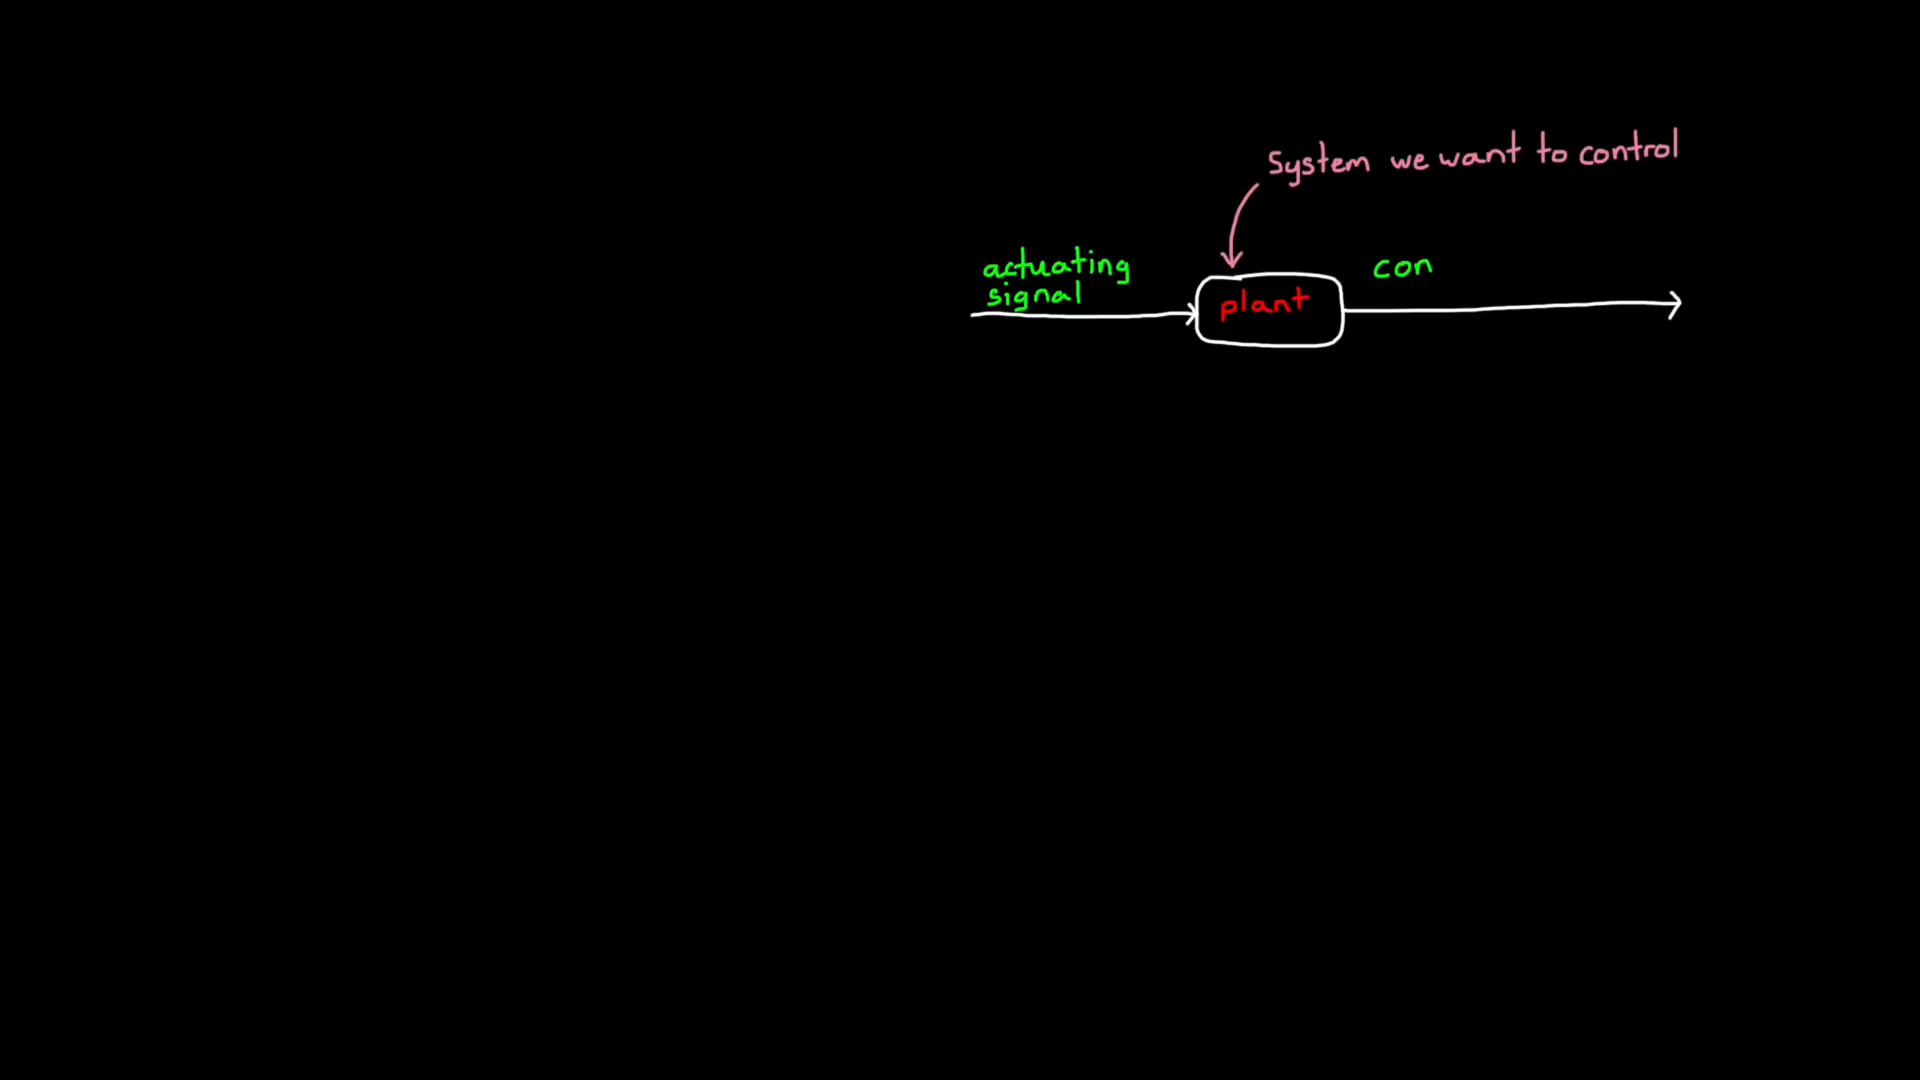 System we want to control
actuating
signal
plant
con